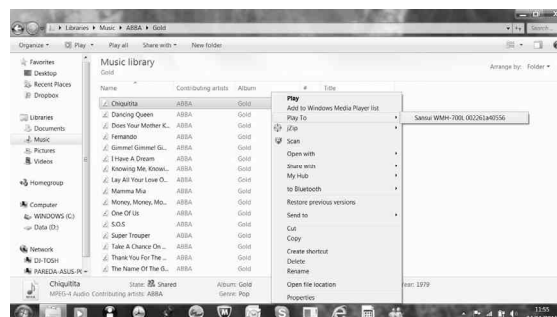 Libraries ▸ Music ▸ ABBA ▸ Gold
Organize Play Play all Share with New folder
Favorites
Desktop
Recent Places
Dropbox
Libraries
Documents
Music
Pictures
Videos
Homegroup
Computer
WINDOWS (C:)
Data (D:)
Network
DJ-TOSH
PAREDA-ASUS-PC
Music library
Gold
Arrange by: Folder
Name Contributing artists Album # Title
Chiquitita ABBA Gold
Dancing Queen ABBA Gold
Does Your Mother K... ABBA Gold
Fernando ABBA Gold
Gimme! Gimme! Gi... ABBA Gold
I Have A Dream ABBA Gold
Knowing Me, Knowi... ABBA Gold
Lay All Your Love O... ABBA Gold
Mamma Mia ABBA Gold
Money, Money, Mo... ABBA Gold
One Of Us ABBA Gold
S.O.S ABBA Gold
Super Trouper ABBA Gold
Take A Chance On ... ABBA Gold
Thank You For The ... ABBA Gold
The Name Of The G... ABBA Gold
Play
Add to Windows Media Player list
Play To
Sansui WMH-700i, 002261a40556
jZip
Scan
Open with
Share with
My Hub
to Bluetooth
Restore previous versions
Send to
Cut
Copy
Create shortcut
Delete
Rename
Open file location
Properties
Chiquitita State: Shared Album: Gold Year: 1979
MPEG-4 Audio Contributing artists: ABBA Genre: Pop
11:55